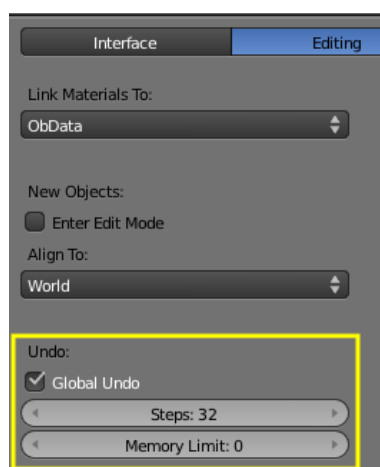 Interface Editing
Link Materials To:
ObData
New Objects:
Enter Edit Mode
Align To:
World
Undo:
Global Undo
Steps: 32
Memory Limit: 0